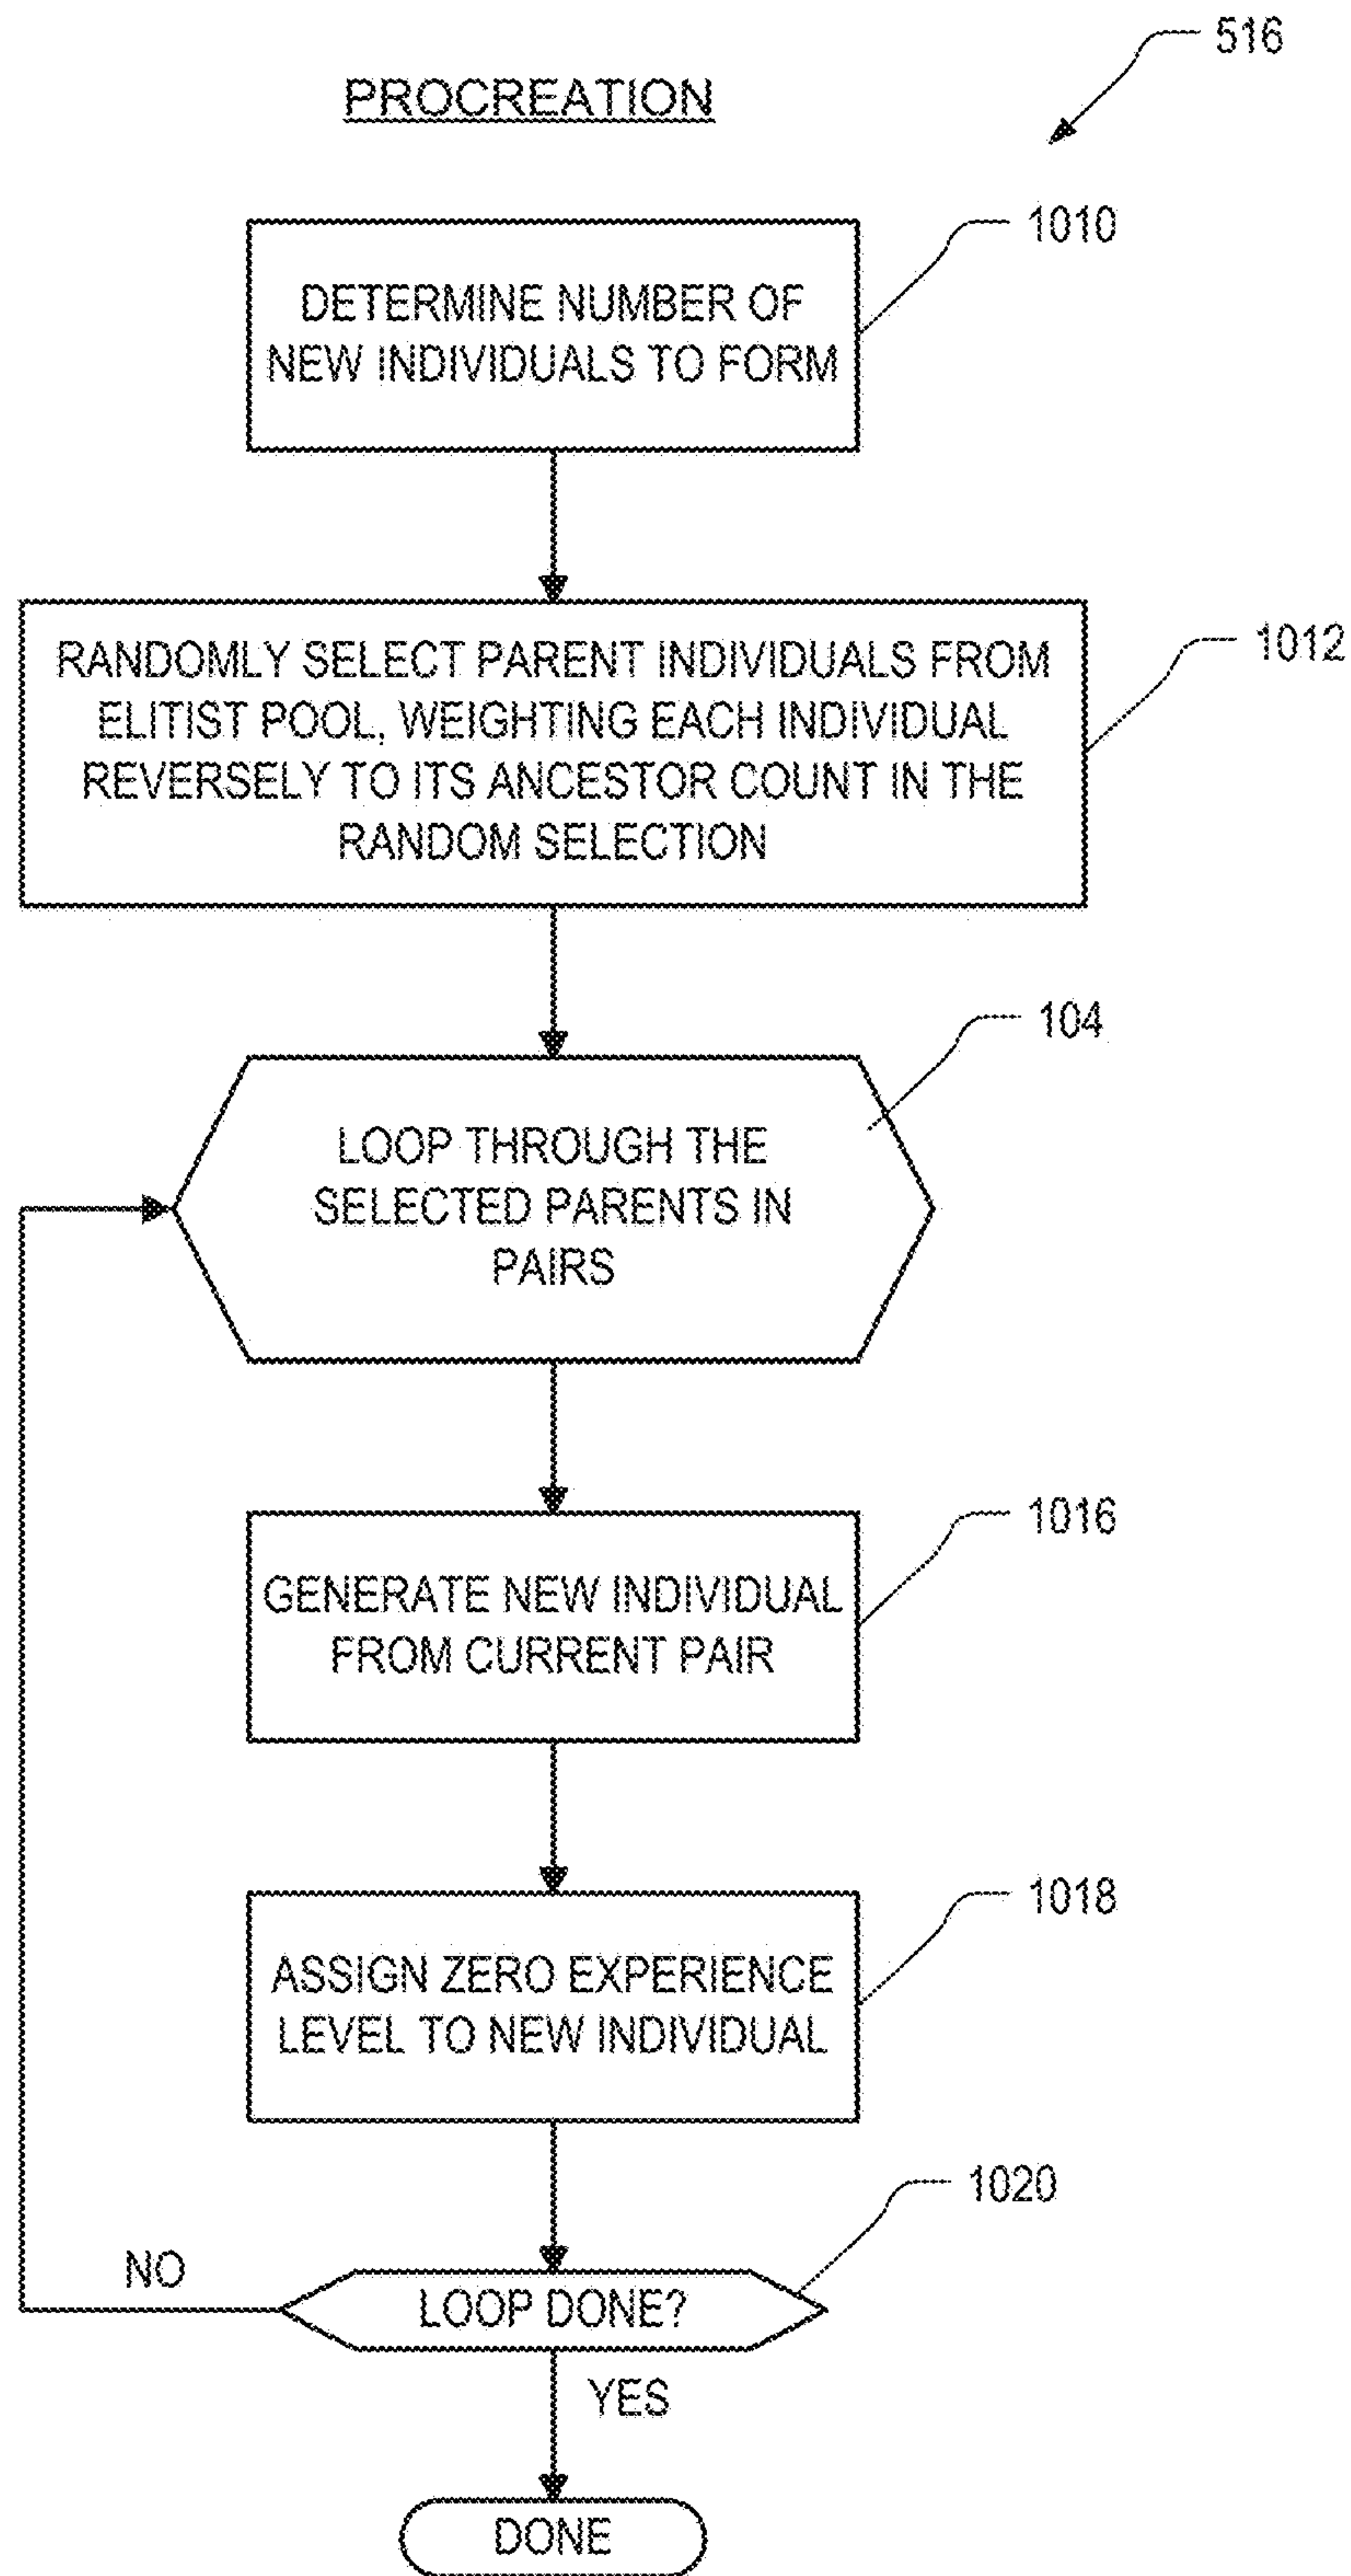 516
PROCREATION
1010
DETERMINE NUMBER OF
NEW INDIVIDUALS TO FORM
1012
RANDOMLY SELECT PARENT INDIVIDUALS FROM
ELITIST POOL, WEIGHTING EACH INDIVIDUAL
REVERSELY TO ITS ANCESTOR COUNT IN THE
RANDOM SELECTION
104
LOOP THROUGH THE
SELECTED PARENTS IN
PAIRS
1016
GENERATE NEW INDIVIDUAL
FROM CURRENT PAIR
1018
ASSIGN ZERO EXPERIENCE
LEVEL TO NEW INDIVIDUAL
1020
NO
LOOP DONE?
YES
DONE